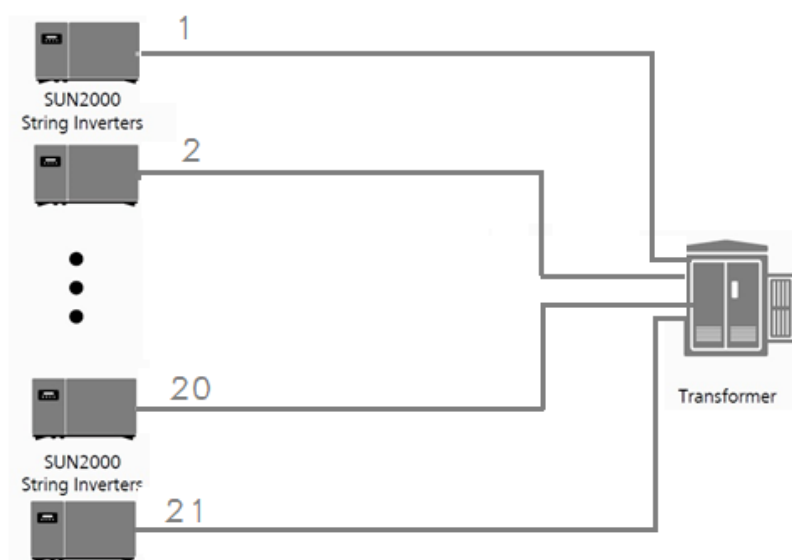 1
SUN2000
String Inverters
2
20
Transformer
SUN2000
String Inverters
21